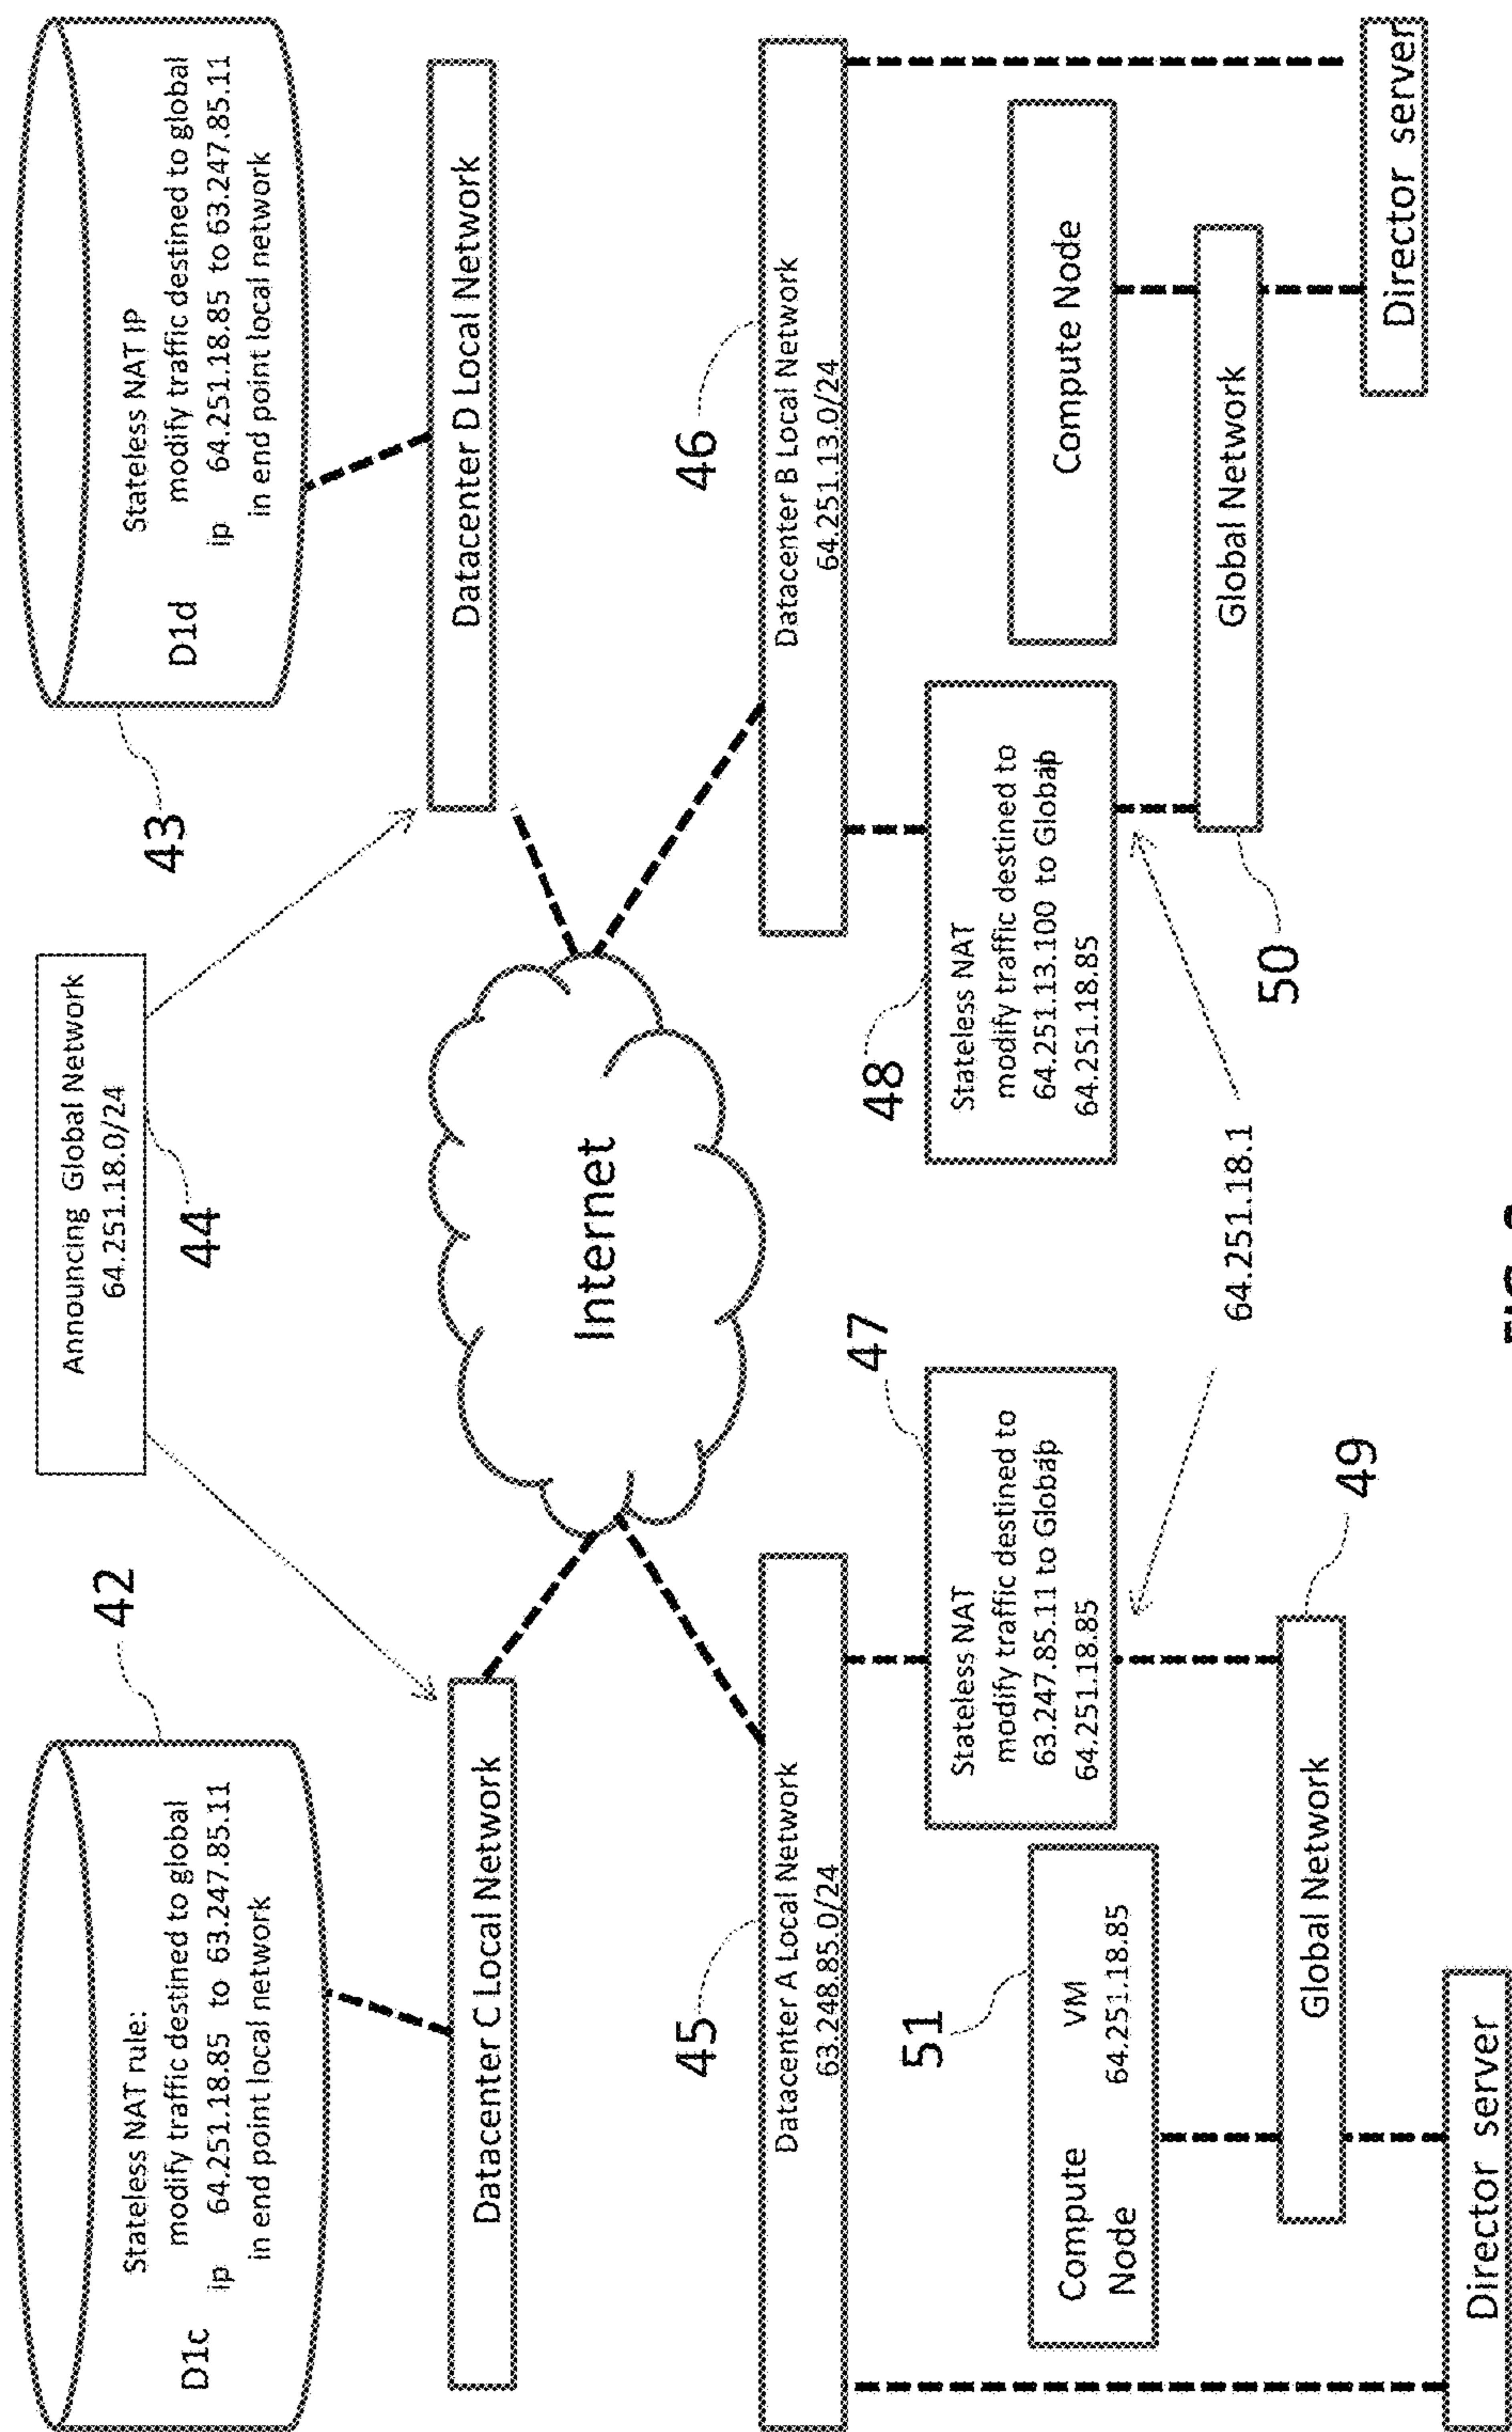 Announcing Global Network
64.251.18.0/24
44
42
43
Stateless NAT rule:
modify traffic destined to global
D1c
ip 64.251.18.85 to 63.247.85.11
in end point local network
Stateless NAT IP
modify traffic destined to global
D1d
ip 64.251.18.85 to 63.247.85.11
in end point local network
Datacenter C Local Network
Datacenter D Local Network
Internet
45
46
Datacenter A Local Network
63.248.85.0/24
Datacenter B Local Network
64.251.13.0/24
47
48
Stateless NAT
modify traffic destined to
63.247.85.11 to Globap
64.251.18.85
Stateless NAT
modify traffic destined to
64.251.13.100 to Globap
64.251.18.85
51
Compute VM
Node 64.251.18.85
Compute Node
64.251.18.1
49
50
Global Network
Global Network
Director server
Director server